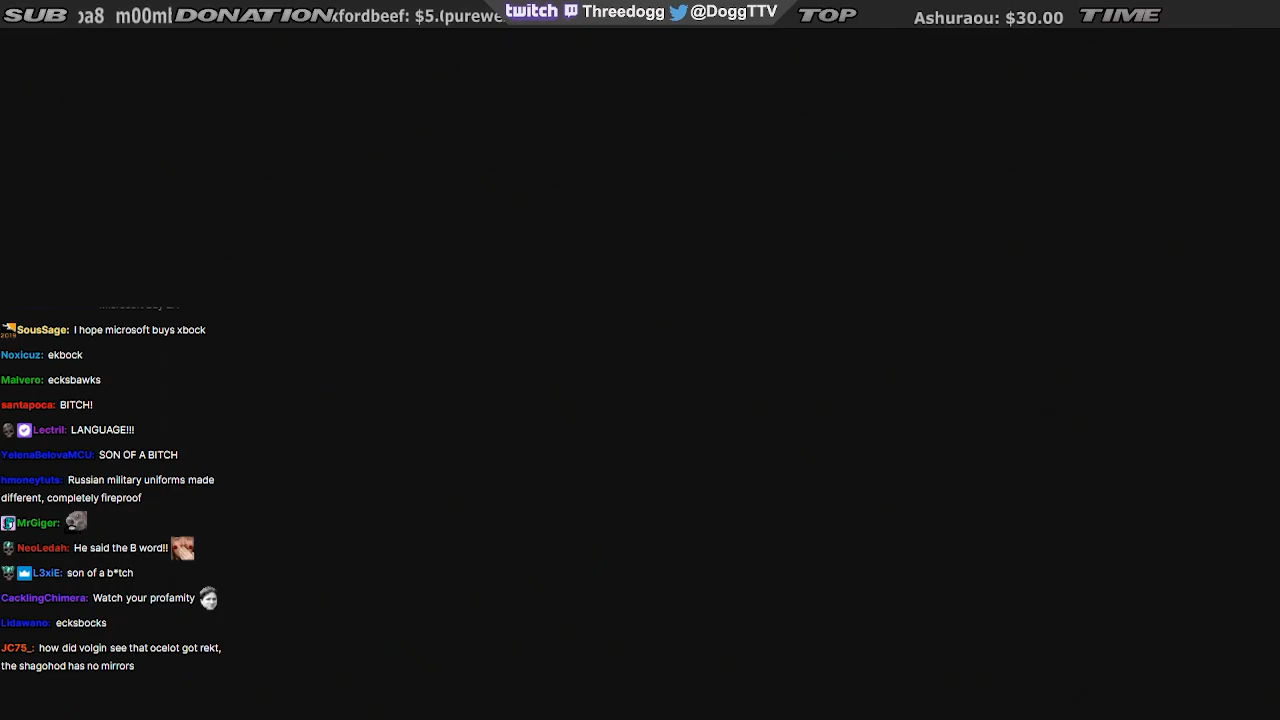 SUB pa8 m00ml DONATION kfordbeef: $5.(purewe twitch Threedogg @DoggTTV TOP Ashuraou: $30.00 TIME
SousSage: I hope microsoft buys xbock
Noxicuz: ekbock
Malvero: ecksbawks
santapoca: BITCH!
Lectril: LANGUAGE!!!
YelenaBelovaMCU: SON OF A BITCH
hmoneytuts: Russian military uniforms made
different, completely fireproof
MrGiger:
NeoLedah: He said the B word!!
L3xiE: son of a b*tch
CacklingChimera: Watch your profamity
Lidawano: ecksbocks
JC75_: how did volgin see that ocelot got rekt,
the shagohod has no mirrors